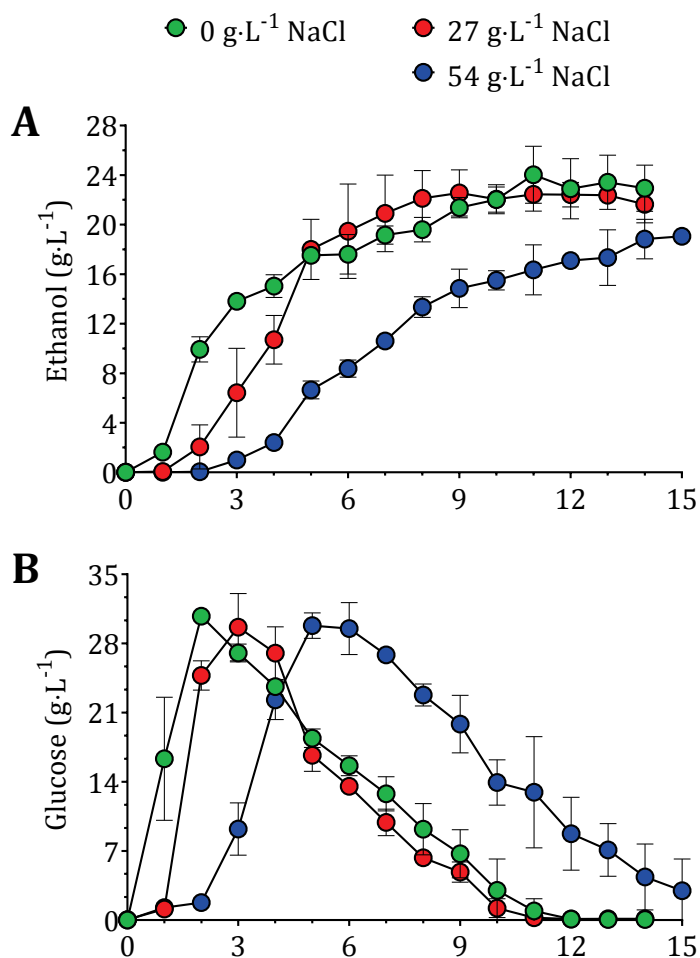 0 g·L⁻¹ NaCl
27 g·L⁻¹ NaCl
54 g·L⁻¹ NaCl
A
28
24
20
16
12
8
4
0
Ethanol (g·L⁻¹)
0 3 6 9 12 15
B
35
28
21
14
7
0
Glucose (g·L⁻¹)
0 3 6 9 12 15